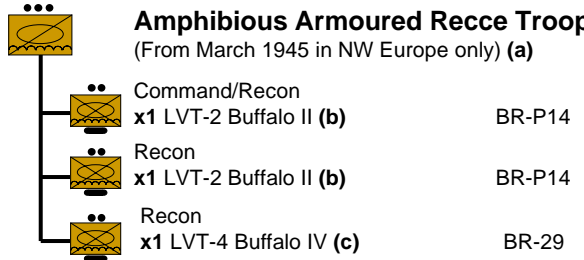 Amphibious Armoured Recce Troop
(From March 1945 in NW Europe only) (a)
Command/Recon
x1 LVT-2 Buffalo II (b) BR-P14
Recon
x1 LVT-2 Buffalo II (b) BR-P14
Recon
x1 LVT-4 Buffalo IV (c) BR-29